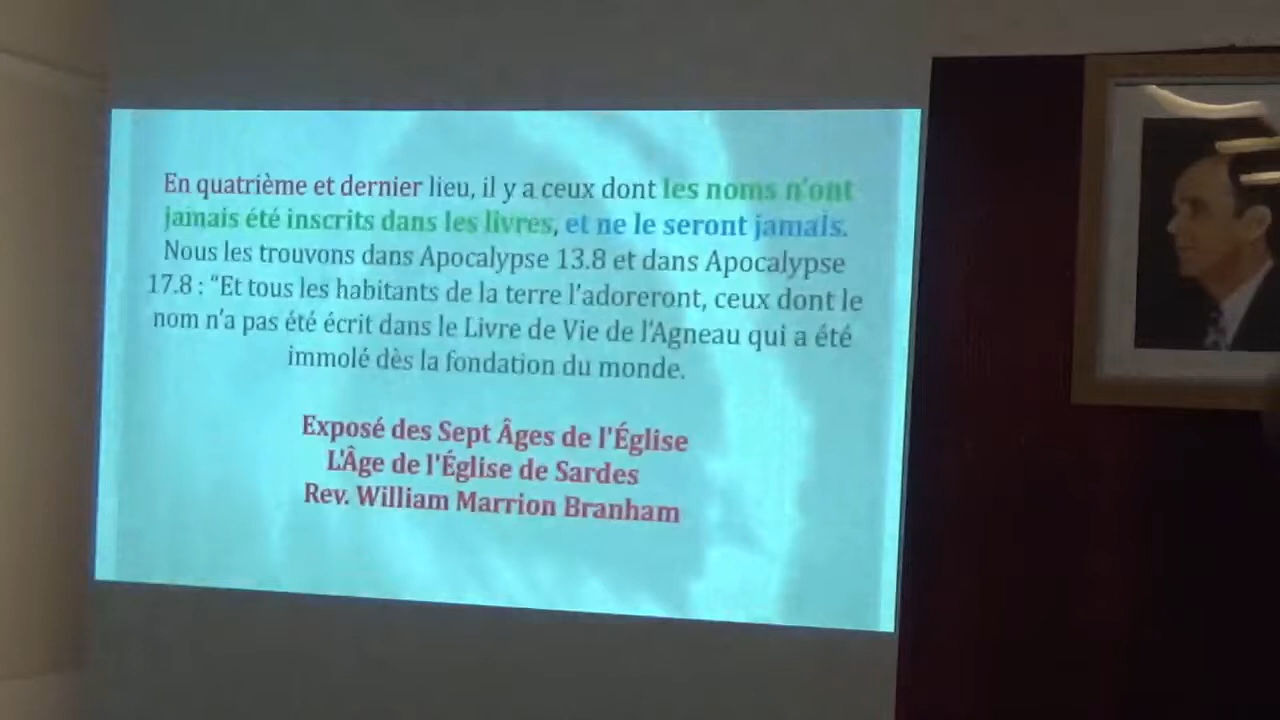 En quatrième et dernier lieu, il y a ceux dont les noms n'ont
jamais été inscrits dans les livres, et ne le seront jamais.
Nous les trouvons dans Apocalypse 13.8 et dans Apocalypse
17.8 : “Et tous les habitants de la terre l'adoreront, ceux dont le
nom n'a pas été écrit dans le Livre de Vie de l'Agneau qui a été
immolé dès la fondation du monde.
Exposé des Sept Âges de l'Église
L'Âge de l'Église de Sardes
Rev. William Marrion Branham